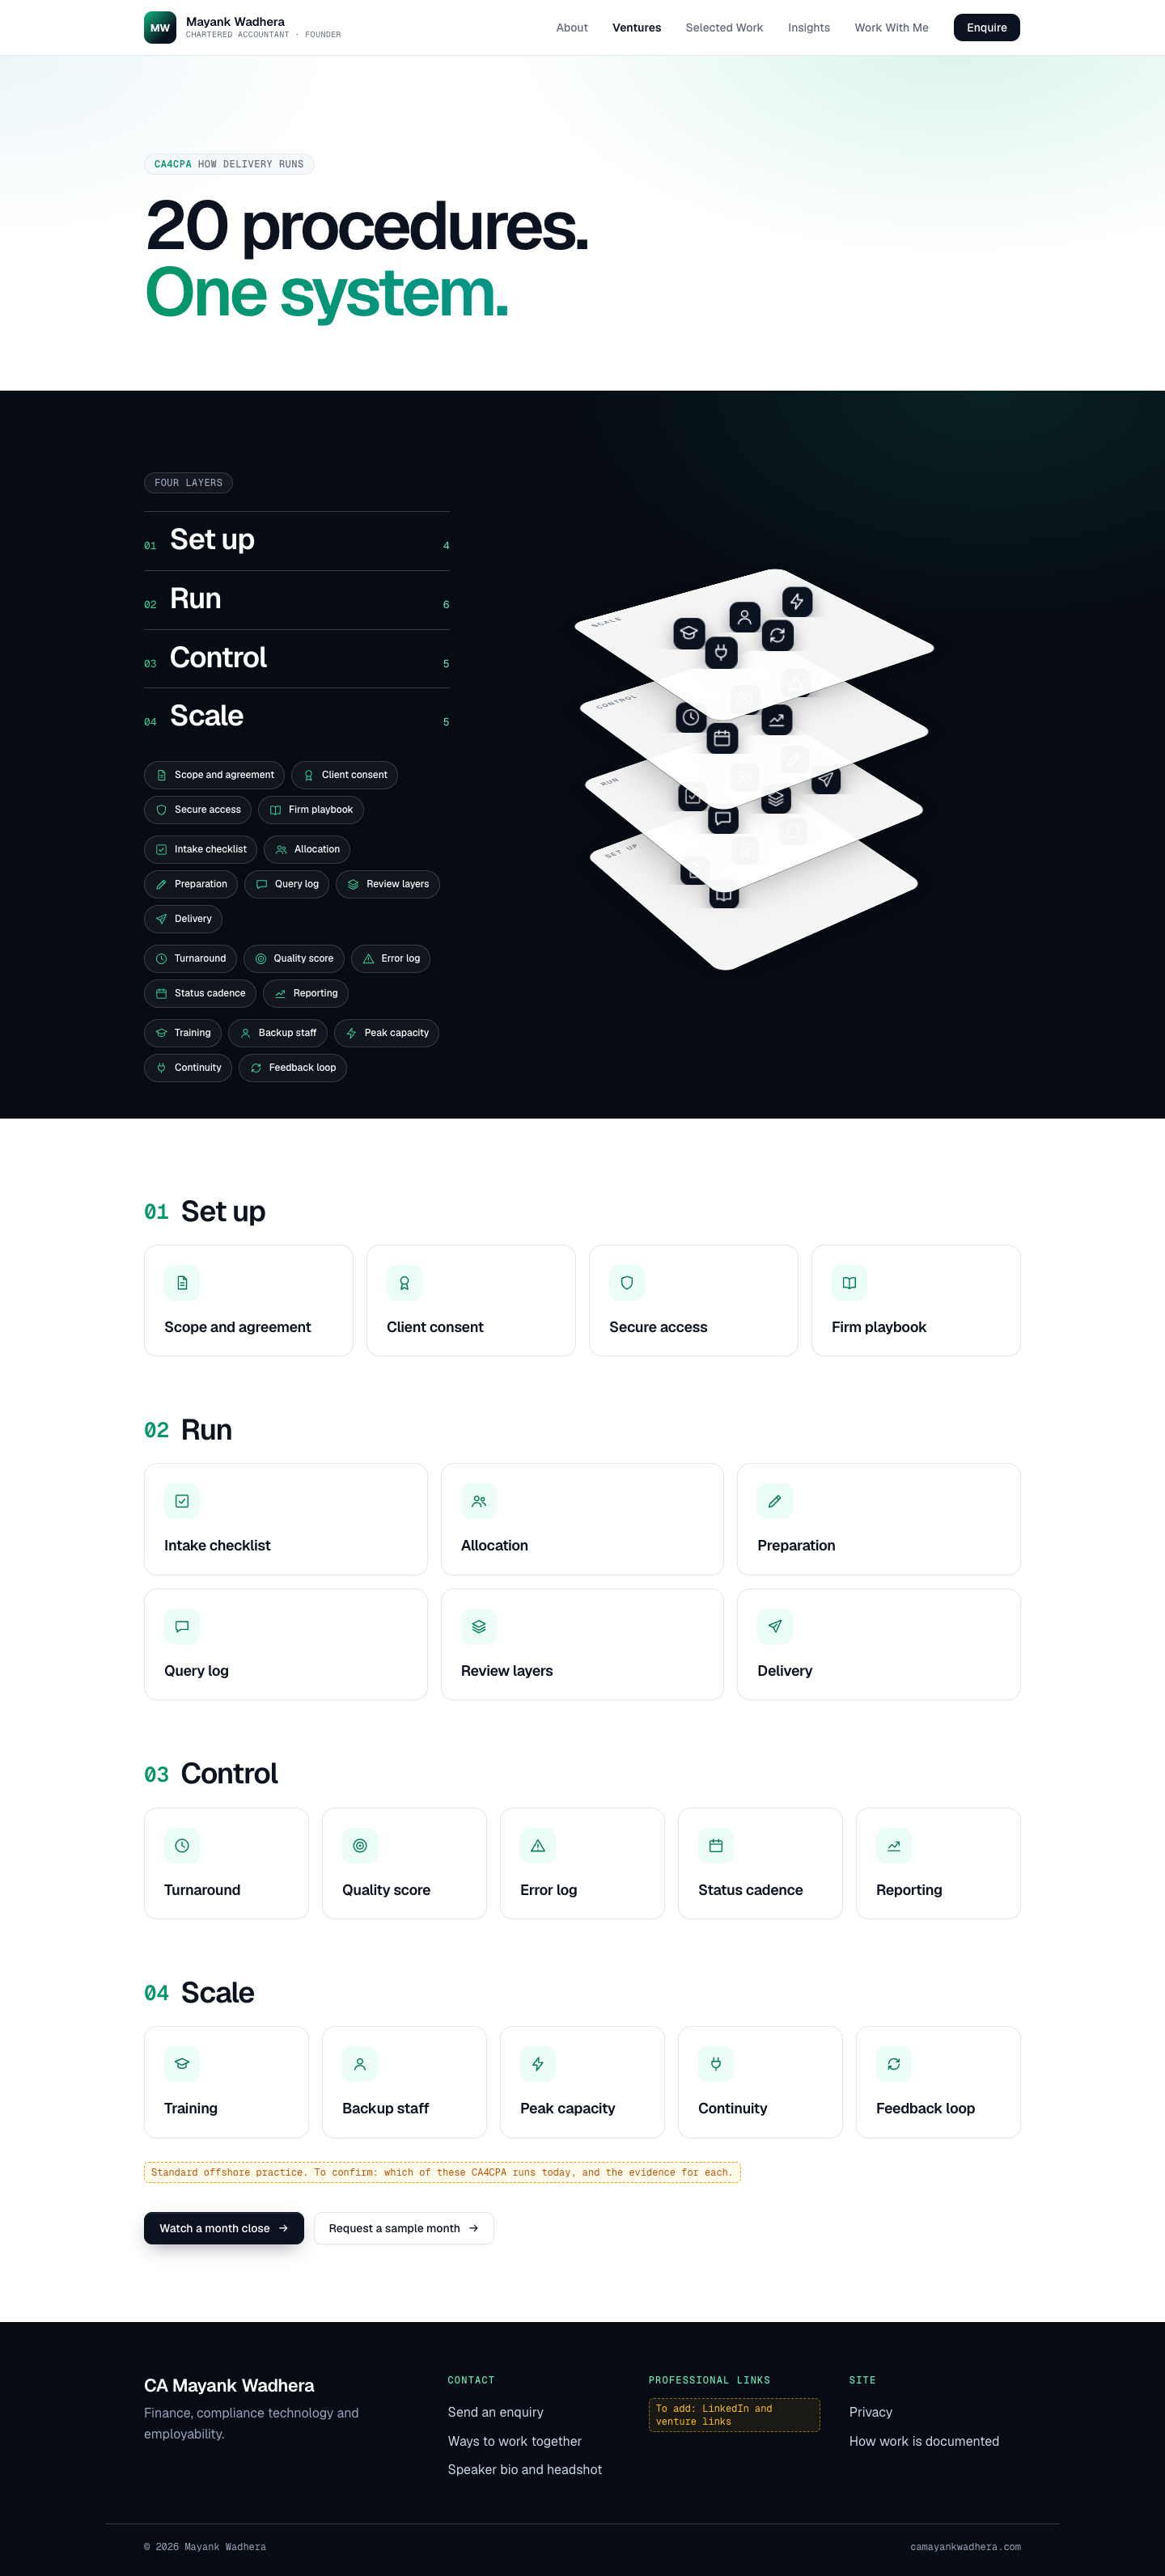 MW
Mayank Wadhera
CHARTERED ACCOUNTANT · FOUNDER
About
Ventures
Selected Work
Insights
Work With Me
Enquire
CA4CPA HOW DELIVERY RUNS
20 procedures.
One system.
FOUR LAYERS
01 Set up 4
02 Run 6
03 Control 5
04 Scale 5
Scope and agreement
Client consent
Secure access
Firm playbook
Intake checklist
Allocation
Preparation
Query log
Review layers
Delivery
Turnaround
Quality score
Error log
Status cadence
Reporting
Training
Backup staff
Peak capacity
Continuity
Feedback loop
SCALE
CONTROL
RUN
SET UP
01 Set up
Scope and agreement
Client consent
Secure access
Firm playbook
02 Run
Intake checklist
Allocation
Preparation
Query log
Review layers
Delivery
03 Control
Turnaround
Quality score
Error log
Status cadence
Reporting
04 Scale
Training
Backup staff
Peak capacity
Continuity
Feedback loop
Standard offshore practice. To confirm: which of these CA4CPA runs today, and the evidence for each.
Watch a month close →
Request a sample month →
CA Mayank Wadhera
Finance, compliance technology and
employability.
CONTACT
Send an enquiry
Ways to work together
Speaker bio and headshot
PROFESSIONAL LINKS
To add: LinkedIn and
venture links
SITE
Privacy
How work is documented
© 2026 Mayank Wadhera
camayankwadhera.com